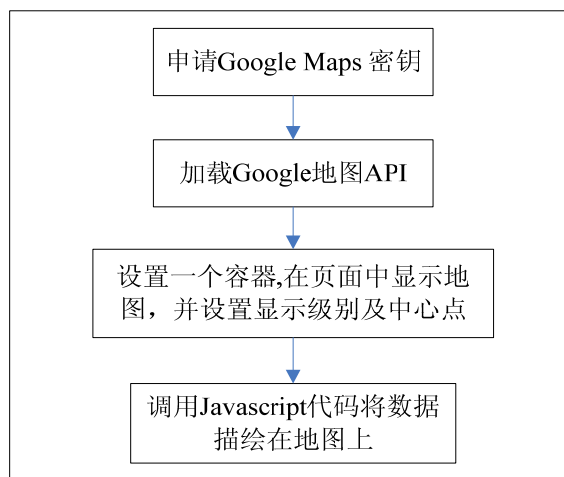 申请Google Maps 密钥
加载Google地图API
设置一个容器,在页面中显示地
图，并设置显示级别及中心点
调用Javascript代码将数据
描绘在地图上